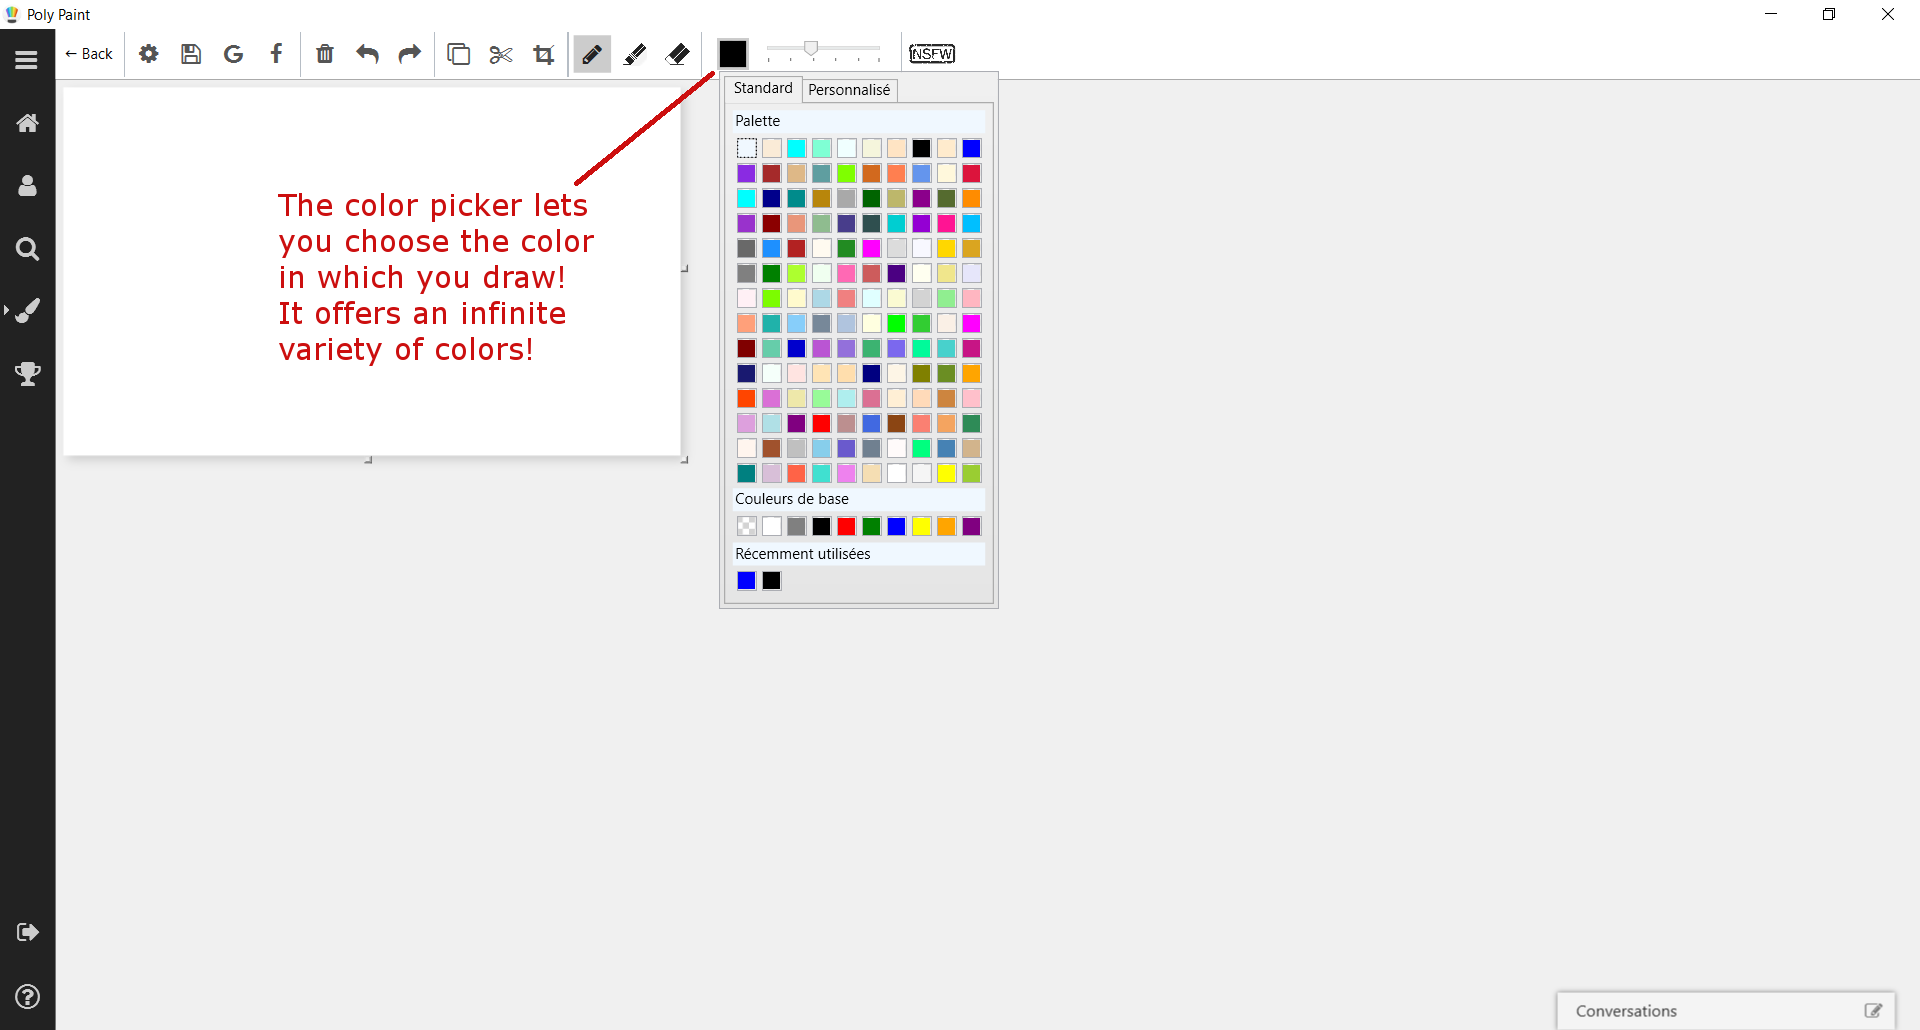 Poly Paint
← Back
NSFW
Standard
Personnalisé
Palette
The color picker lets
you choose the color
in which you draw!
It offers an infinite
variety of colors!
Couleurs de base
Récemment utilisées
Conversations